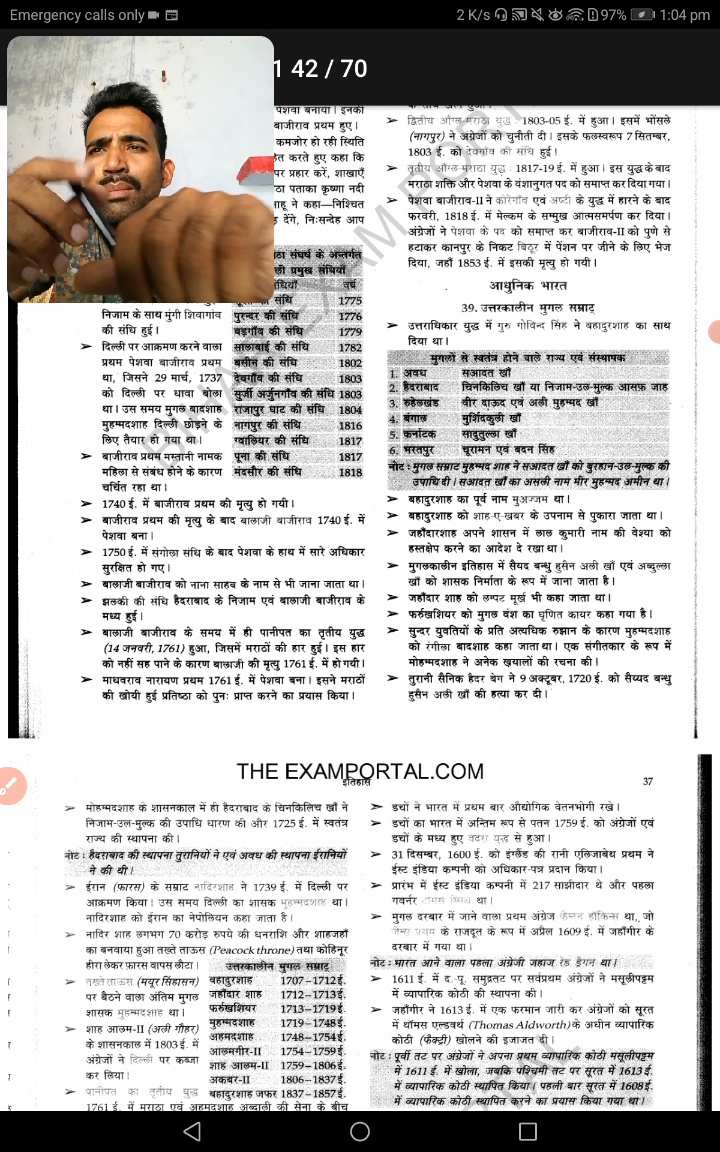 Emergency calls only
2 K/s 97% 1:04 pm
42 / 70
पेशवा बनाया। इनकी
बाजीराव प्रथम हुए।
कमजोर हो रही स्थिति
करते हुए कहा कि
पर प्रहार करें, शाखाएँ
पताका कृष्णा नदी
ने कहा—निश्चित
देंगे, निःसन्देह आप
संघर्ष के अन्तर्गत
प्रमुख संधियाँ
वर्ष
की संधि 1775
पुरन्दर की संधि 1776
बड़गाँव की संधि 1779
सालाबाई की संधि 1782
बसीन की संधि 1802
देवगाँव की संधि 1803
सुर्जी अर्जुनगाँव की संधि 1803
राजापुर घाट की संधि 1804
नागपुर की संधि 1816
ग्वालियर की संधि 1817
पूना की संधि 1817
मंदसौर की संधि 1818
निजाम के साथ मुंगी शिवागांव
की संधि हुई।
➤ दिल्ली पर आक्रमण करने वाला
प्रथम पेशवा बाजीराव प्रथम
था, जिसने 29 मार्च, 1737
को दिल्ली पर धावा बोला
था। उस समय मुगल बादशाह
मुहम्मदशाह दिल्ली छोड़ने के
लिए तैयार हो गया था।
➤ बाजीराव प्रथम मस्तानी नामक
महिला से संबंध होने के कारण
चर्चित रहा था।
➤ 1740 ई. में बाजीराव प्रथम की मृत्यु हो गयी।
➤ बाजीराव प्रथम की मृत्यु के बाद बालाजी बाजीराव 1740 ई. में
पेशवा बना।
➤ 1750 ई. में संगोला संधि के बाद पेशवा के हाथ में सारे अधिकार
सुरक्षित हो गए।
➤ बालाजी बाजीराव को नाना साहब के नाम से भी जाना जाता था।
➤ झलकी की संधि हैदराबाद के निजाम एवं बालाजी बाजीराव के
मध्य हुई।
➤ बालाजी बाजीराव के समय में ही पानीपत का तृतीय युद्ध
(14 जनवरी, 1761) हुआ, जिसमें मराठों की हार हुई। इस हार
को नहीं सह पाने के कारण बालाजी की मृत्यु 1761 ई. में हो गयी।
➤ माधवराव नारायण प्रथम 1761 ई. में पेशवा बना। इसने मराठों
की खोयी हुई प्रतिष्ठा को पुनः प्राप्त करने का प्रयास किया।
➤ द्वितीय आँग्ल-मराठा युद्ध : 1803-05 ई. में हुआ। इसमें भोंसले
(नागपुर) ने अंग्रेजों को चुनौती दी। इसके फलस्वरूप 7 सितम्बर,
1803 ई. को देवगाँव की संधि हुई।
➤ तृतीय आँग्ल-मराठा युद्ध : 1817-19 ई. में हुआ। इस युद्ध के बाद
मराठा शक्ति और पेशवा के वंशानुगत पद को समाप्त कर दिया गया।
➤ पेशवा बाजीराव-II ने कोरेगाँव एवं अष्टी के युद्ध में हारने के बाद
फरवरी, 1818 ई. में मेल्कम के सम्मुख आत्मसमर्पण कर दिया।
अंग्रेजों ने पेशवा के पद को समाप्त कर बाजीराव-II को पुणे से
हटाकर कानपुर के निकट बिठूर में पेंशन पर जीने के लिए भेज
दिया, जहाँ 1853 ई. में इसकी मृत्यु हो गयी।
आधुनिक भारत
39. उत्तरकालीन मुगल सम्राट्
➤ उत्तराधिकार युद्ध में गुरु गोविन्द सिंह ने बहादुरशाह का साथ
दिया था।
मुगलों से स्वतंत्र होने वाले राज्य एवं संस्थापक
1. अवध सआदत खाँ
2. हैदराबाद चिनकिलिच खाँ या निजाम-उल-मुल्क आसफ़ जाह
3. रुहेलखंड वीर दाऊद एवं अली मुहम्मद खाँ
4. बंगाल मुर्शिदकुली खाँ
5. कर्नाटक सादुतुल्ला खाँ
6. भरतपुर चूरामन एवं बदन सिंह
नोट : मुगल सम्राट मुहम्मद शाह ने सआदत खाँ को बुरहान-उल-मुल्क की
उपाधि दी। सआदत खाँ का असली नाम मीर मुहम्मद अमीन था।
➤ बहादुरशाह का पूर्व नाम मुअज्जम था।
➤ बहादुरशाह को शाह-ए-खबर के उपनाम से पुकारा जाता था।
➤ जहाँदारशाह अपने शासन में लाल कुमारी नाम की वेश्या को
हस्तक्षेप करने का आदेश दे रखा था।
➤ मुगलकालीन इतिहास में सैयद बन्धु हुसैन अली खाँ एवं अब्दुल्ला
खाँ को शासक निर्माता के रूप में जाना जाता है।
➤ जहाँदार शाह को लम्पट मूर्ख भी कहा जाता था।
➤ फर्रुखशियर को मुगल वंश का घृणित कायर कहा गया है।
➤ सुन्दर युवतियों के प्रति अत्यधिक रुझान के कारण मुहम्मदशाह
को रंगीला बादशाह कहा जाता था। एक संगीतकार के रूप में
मोहम्मदशाह ने अनेक खयालों की रचना की।
➤ तुरानी सैनिक हैदर बेग ने 9 अक्टूबर, 1720 ई. को सैय्यद बन्धु
हुसैन अली खाँ की हत्या कर दी।
THE EXAMPORTAL.COM
इतिहास
37
➤ मोहम्मदशाह के शासनकाल में ही हैदराबाद के चिनकिलिच खाँ ने
निजाम-उल-मुल्क की उपाधि धारण की और 1725 ई. में स्वतंत्र
राज्य की स्थापना की।
नोट : हैदराबाद की स्थापना तुरानियों ने एवं अवध की स्थापना ईरानियों
ने की थी।
➤ ईरान (फारस) के सम्राट नादिरशाह ने 1739 ई. में दिल्ली पर
आक्रमण किया। उस समय दिल्ली का शासक मुहम्मदशाह था।
नादिरशाह को ईरान का नेपोलियन कहा जाता है।
➤ नादिर शाह लगभग 70 करोड़ रुपये की धनराशि और शाहजहाँ
का बनवाया हुआ तख्ते ताऊस (Peacock throne) तथा कोहिनूर
हीरा लेकर फ़ारस वापस लौटा।
➤ तख्ते ताऊस (मयूर सिंहासन)
पर बैठने वाला अंतिम मुगल
शासक मुहम्मदशाह था।
➤ शाह आलम-II (अली गौहर)
के शासनकाल में 1803 ई. में
अंग्रेजों ने दिल्ली पर कब्जा
कर लिया।
➤ पानीपत का तृतीय युद्ध
1761 ई. में मराठा एवं अहमदशाह अब्दाली की सेना के बीच
उत्तरकालीन मुगल सम्राट्
बहादुरशाह 1707–1712 ई.
जहाँदार शाह 1712–1713 ई.
फर्रुखशियर 1713–1719 ई.
मुहम्मदशाह 1719–1748 ई.
अहमदशाह 1748–1754 ई.
आलमगीर-II 1754–1759 ई.
शाह आलम-II 1759–1806 ई.
अकबर-II 1806–1837 ई.
बहादुरशाह जफर 1837–1857 ई.
➤ डचों ने भारत में प्रथम बार औद्योगिक वेतनभोगी रखे।
➤ डचों का भारत में अन्तिम रूप से पतन 1759 ई. को अंग्रेजों एवं
डचों के मध्य हुए वेदरा युद्ध से हुआ।
➤ 31 दिसम्बर, 1600 ई. को इंग्लैंड की रानी एलिजाबेथ प्रथम ने
ईस्ट इंडिया कम्पनी को अधिकार-पत्र प्रदान किया।
➤ प्रारंभ में ईस्ट इंडिया कम्पनी में 217 साझीदार थे और पहला
गवर्नर टॉमस स्मिथ था।
➤ मुगल दरबार में जाने वाला प्रथम अंग्रेज कैप्टन हॉकिन्स था, जो
जेम्स प्रथम के राजदूत के रूप में अप्रैल 1609 ई. में जहाँगीर के
दरबार में गया था।
नोट : भारत आने वाला पहला अंग्रेजी जहाज रेड ड्रैगन था।
➤ 1611 ई. में द.-पू. समुद्रतट पर सर्वप्रथम अंग्रेजों ने मसूलीपट्टम
में व्यापारिक कोठी की स्थापना की।
➤ जहाँगीर ने 1613 ई. में एक फरमान जारी कर अंग्रेजों को सूरत
में थॉमस एल्डवर्थ (Thomas Aldworth) के अधीन व्यापारिक
कोठी (फैक्ट्री) खोलने की इजाजत दी।
नोट : पूर्वी तट पर अंग्रेजों ने अपना प्रथम व्यापारिक कोठी मसूलीपट्टम
में 1611 ई. में खोला, जबकि पश्चिमी तट पर सूरत में 1613 ई.
में व्यापारिक कोठी स्थापित किया। पहली बार सूरत में 1608 ई.
में व्यापारिक कोठी स्थापित करने का प्रयास किया गया था।